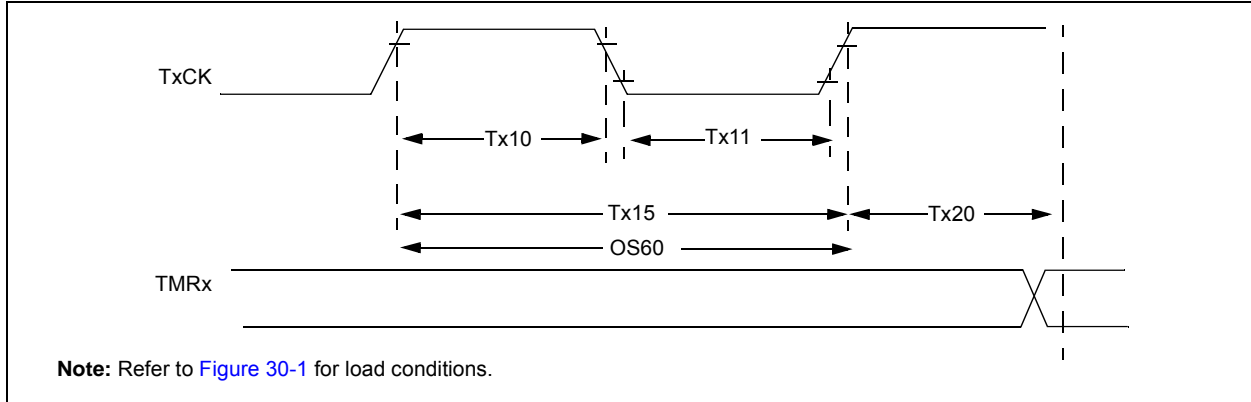 TxCK
Tx10
Tx11
Tx15
Tx20
OS60
TMRx
Note: Refer to Figure 30-1 for load conditions.